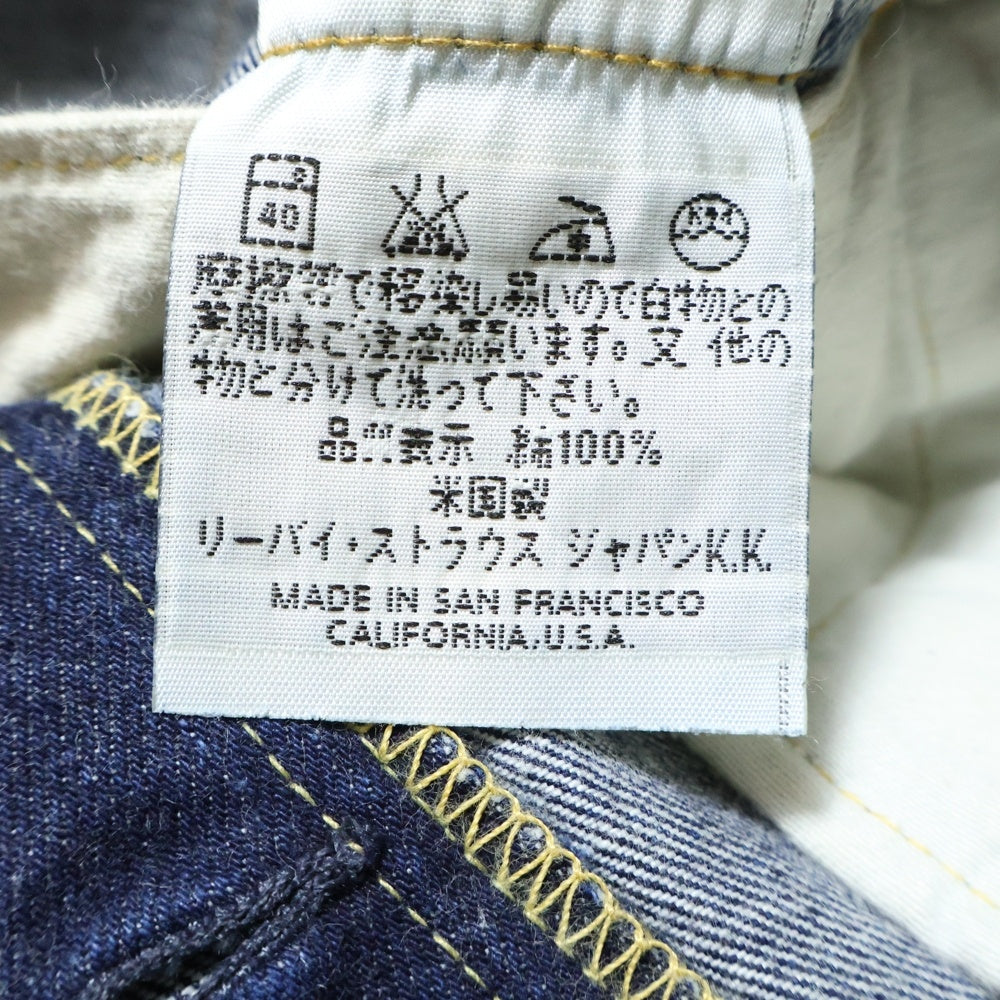 40
摩擦等で移染し易いので白物との
着用はご注意願います。又 他の
物と分けて洗って下さい。
品質表示 綿100%
米国製
リーバイ・ストラウス ジャパンK.K.
MADE IN SAN FRANCISCO
CALIFORNIA.U.S.A.